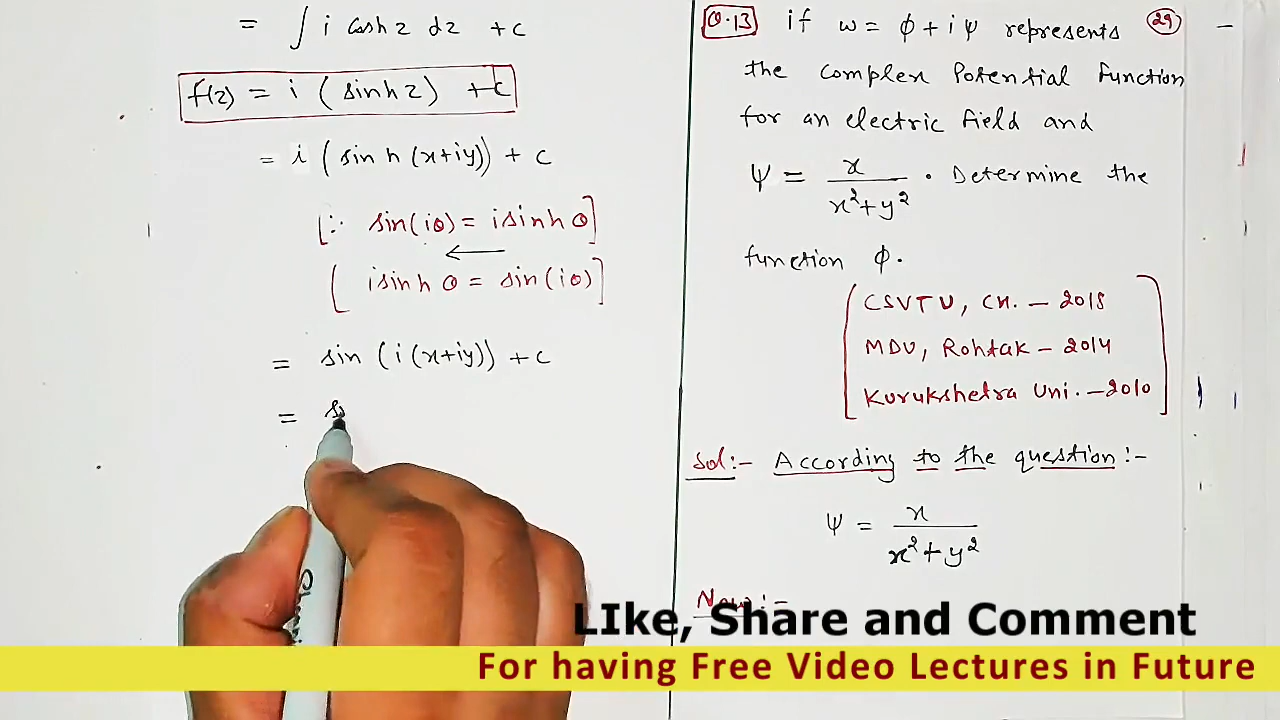 = ∫ i cosh z dz + c
f(z) = i (sinh z) + c
= i (sin h (x+iy)) + c
[∵ sin(iθ) = i sinh θ]
←
[ i sinh θ = sin(iθ)]
= sin (i(x+iy)) + c
=
Q.13 if w = φ + i ψ represents 29
the complex Potential function
for an electric field and
ψ = x / x²+y² . Determine the
function φ.
[CSVTU, CH. – 2018
MDU, Rohtak – 2014
Kurukshetra Uni. – 2010]
Sol:- According to the question :-
ψ = x / x²+y²
Now:-
LIke, Share and Comment
For having Free Video Lectures in Future